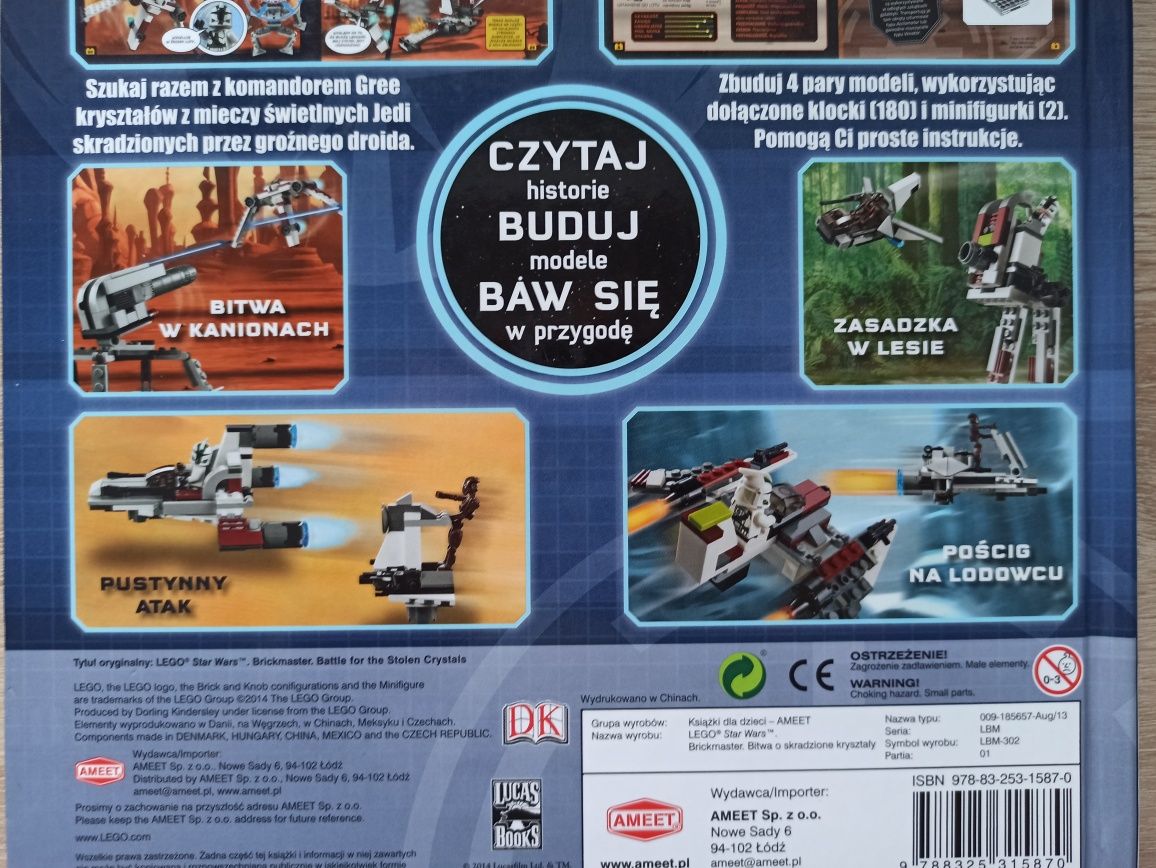 Szukaj razem z komandorem Gree
kryształów z mieczy świetlnych Jedi
skradzionych przez groźnego droida.
Zbuduj 4 pary modeli, wykorzystując
dołączone klocki (180) i minifigurki (2).
Pomogą Ci proste instrukcje.
CZYTAJ
historie
BUDUJ
modele
BAW SIĘ
w przygodę
BITWA
W KANIONACH
ZASADZKA
W LESIE
PUSTYNNY
ATAK
POŚCIG
NA LODOWCU
Tytuł oryginalny: LEGO® Star Wars™. Brickmaster. Battle for the Stolen Crystals
LEGO, the LEGO logo, the Brick and Knob configurations and the Minifigure
are trademarks of the LEGO Group ©2014 The LEGO Group.
Produced by Dorling Kindersley under license from the LEGO Group.
Elementy wyprodukowano w Danii, na Węgrzech, w Chinach, Meksyku i Czechach.
Components made in DENMARK, HUNGARY, CHINA, MEXICO and the CZECH REPUBLIC.
AMEET
Wydawca/Importer:
AMEET Sp. z o.o., Nowe Sady 6, 94-102 Łódź
Distributed by AMEET Sp. z o.o., Nowe Sady 6, 94-102 Łódź
ameet@ameet.pl, www.ameet.pl
Prosimy o zachowanie na przyszłość adresu AMEET Sp. z o.o.
Please keep the AMEET Sp. z o.o. address for future reference.
www.LEGO.com
Wszelkie prawa zastrzeżone. Żadna część tej książki i informacji w niej zawartych
DK
LUCAS
BOOKS
© 2014 Lucasfilm Ltd. & TM.
®
CE
OSTRZEŻENIE!
Zagrożenie zadławieniem. Małe elementy.
WARNING!
Choking hazard. Small parts.
0-3
Wydrukowano w Chinach.
Grupa wyrobów: Książki dla dzieci – AMEET
Nazwa wyrobu: LEGO® Star Wars™.
Brickmaster. Bitwa o skradzione kryształy
Nazwa typu: 009-185657-Aug/13
Seria: LBM
Symbol wyrobu: LBM-302
Partia: 01
AMEET
www.ameet.pl
Wydawca/Importer:
AMEET Sp. z o.o.
Nowe Sady 6
94-102 Łódź
ameet@ameet.pl
ISBN 978-83-253-1587-0
9 788325 315870